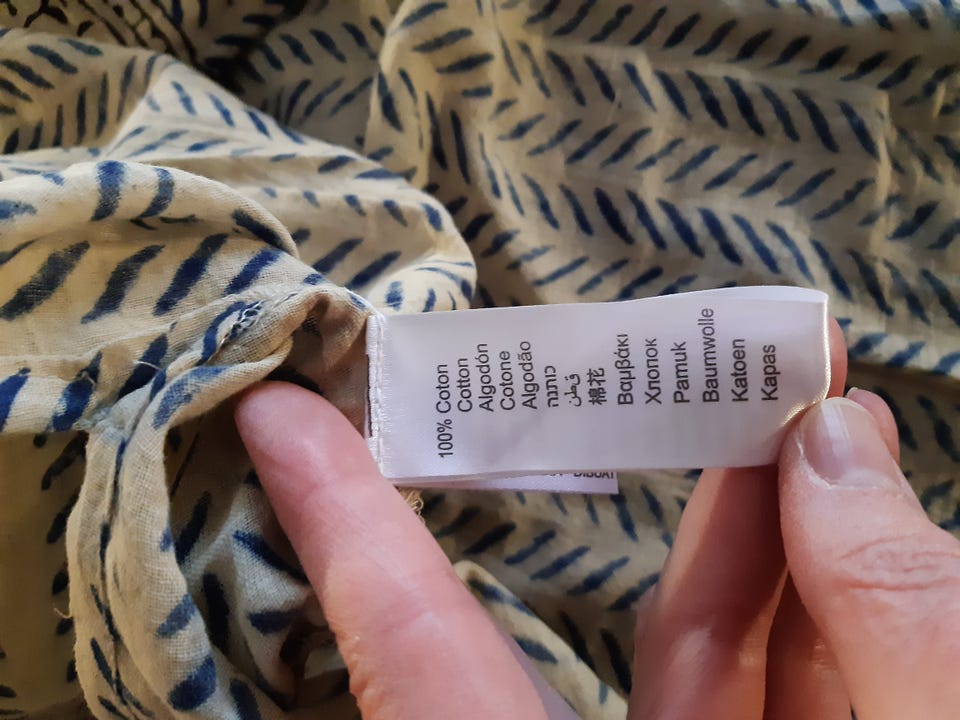 100% Coton
Cotton
Algodón
Cotone
Algodão
כותנה
قطن
棉花
Βαμβάκι
Хлопок
Pamuk
Baumwolle
Katoen
Kapas